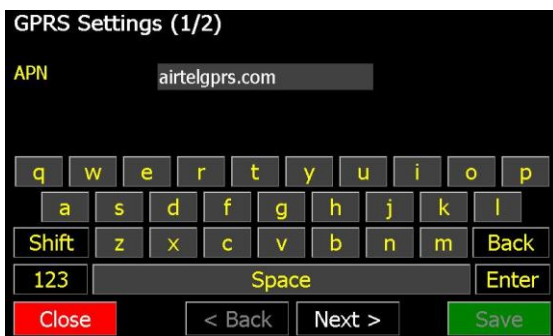 GPRS Settings (1/2)
APN airtelgprs.com
q w e r t y u i o p
a s d f g h j k l
Shift z x c v b n m Back
123 Space Enter
Close < Back Next > Save